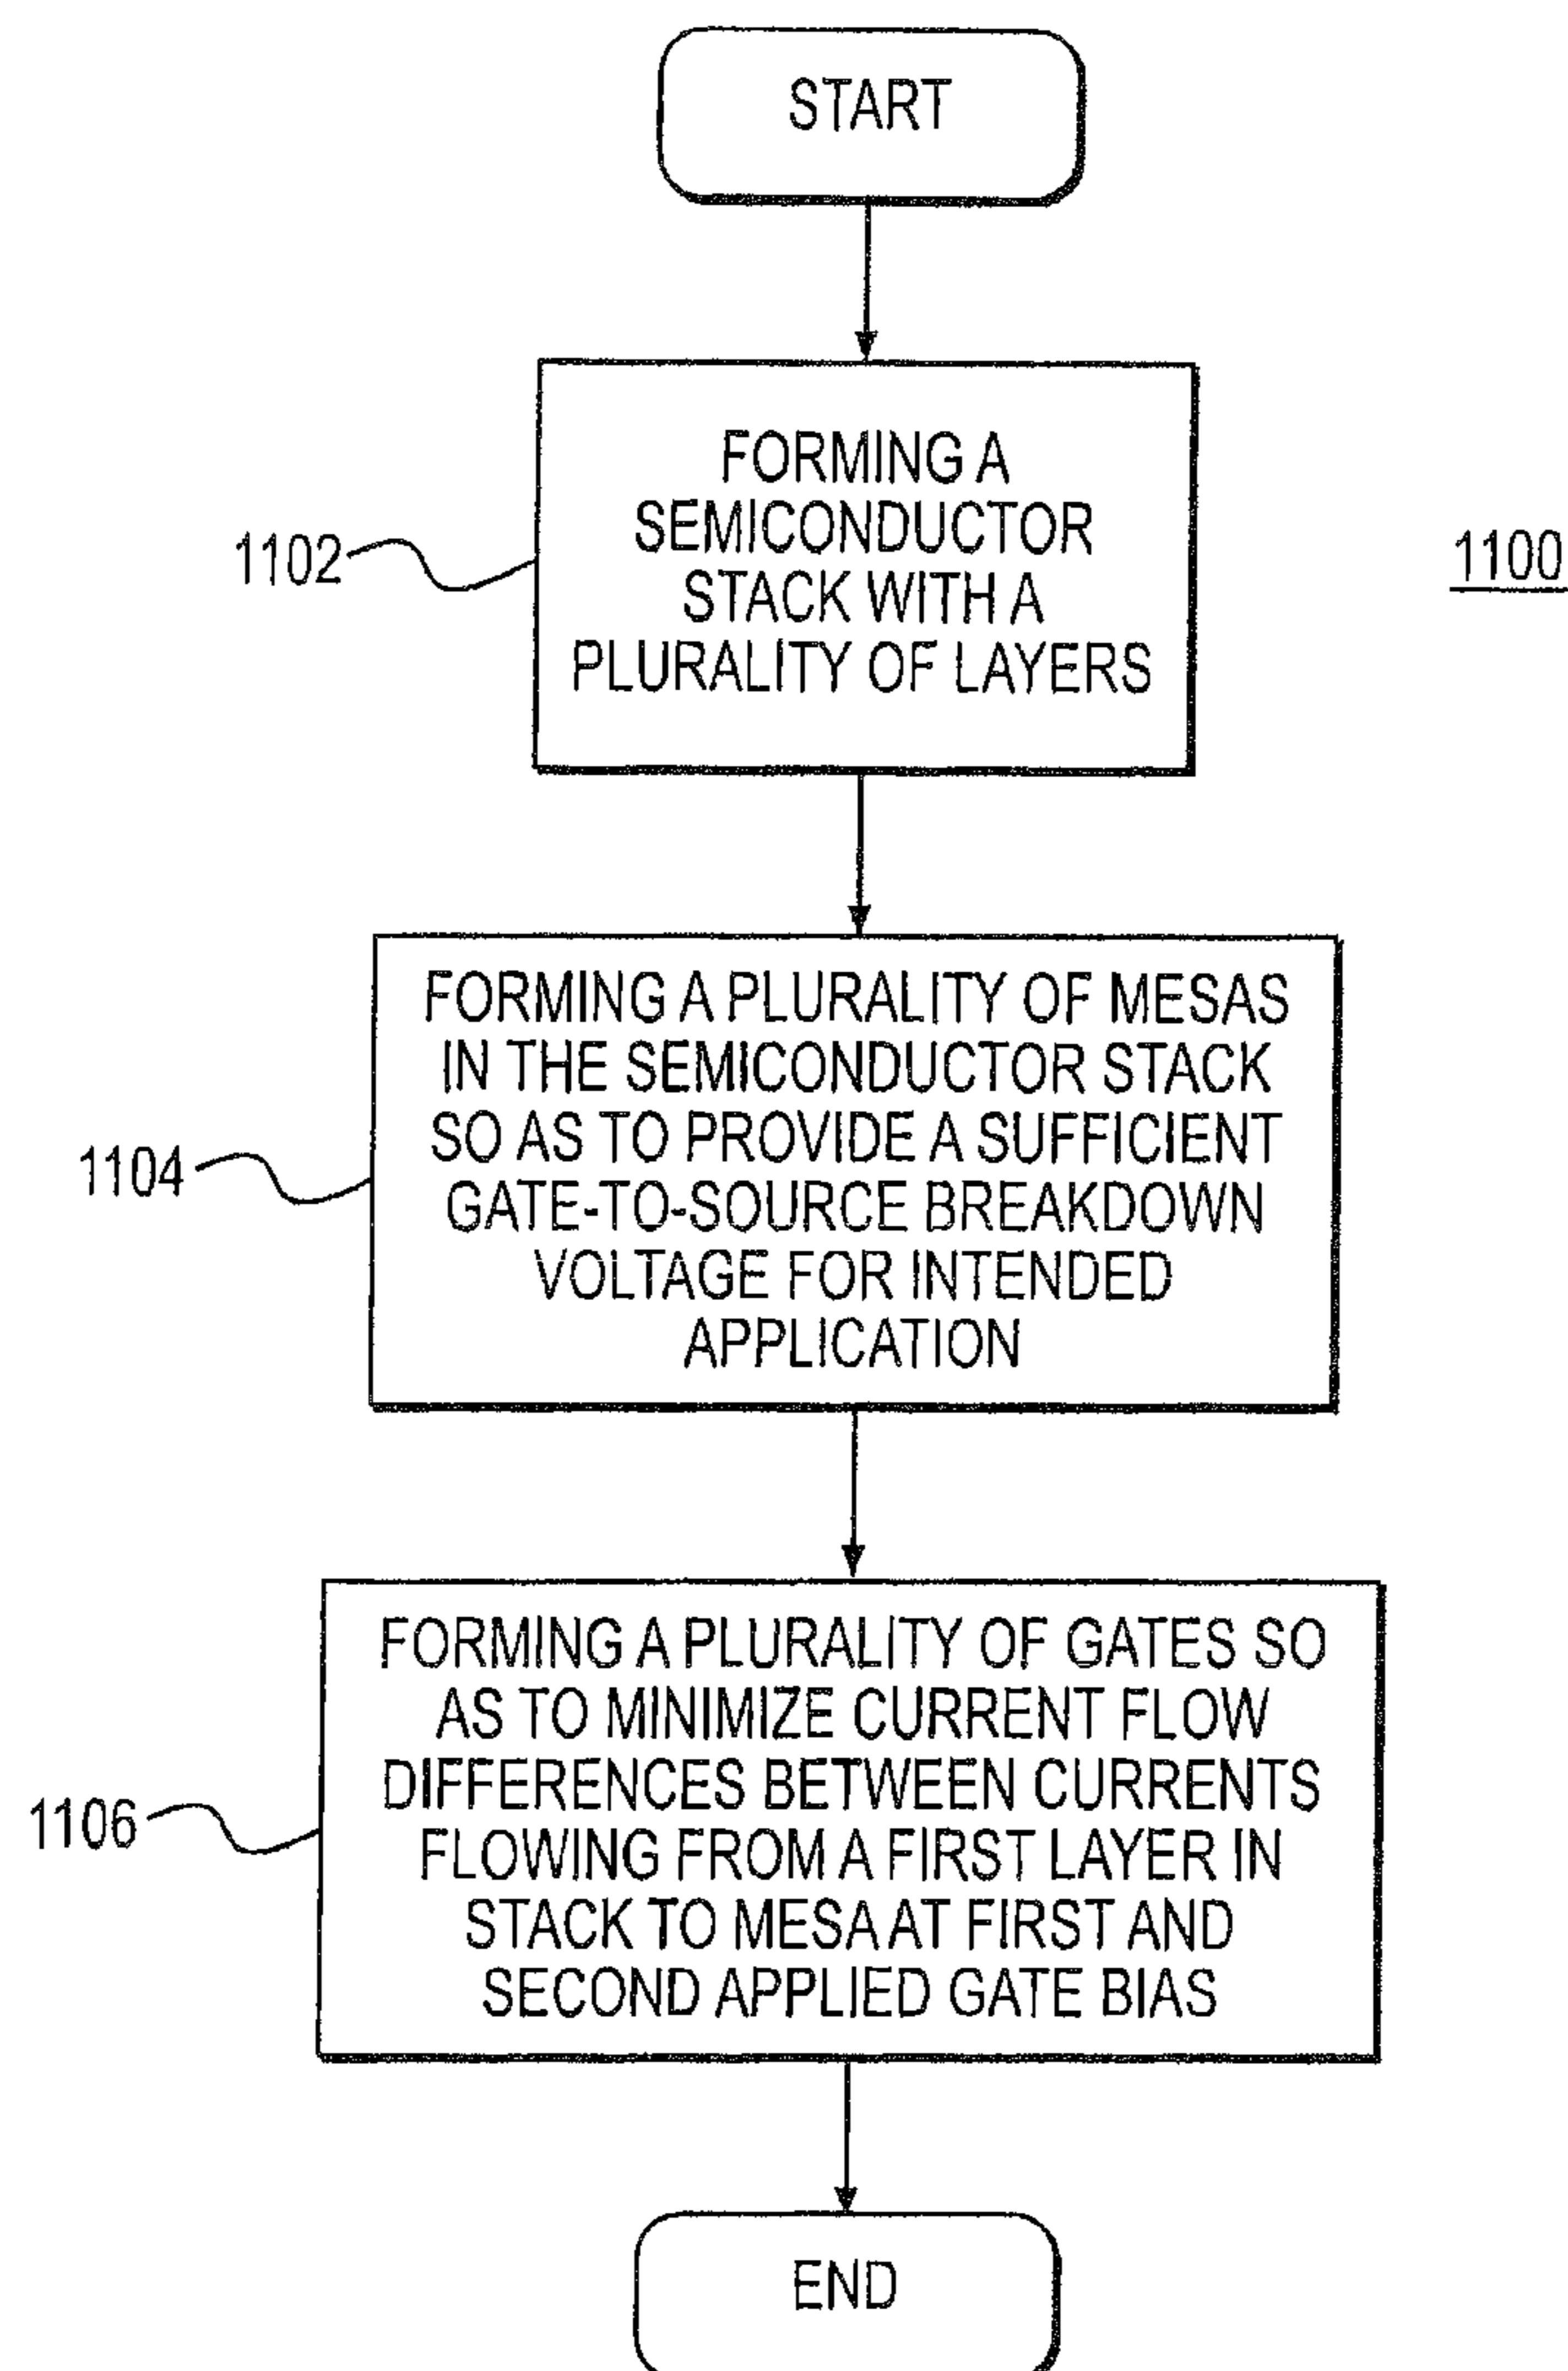 START
FORMING A
SEMICONDUCTOR
STACK WITH A
PLURALITY OF LAYERS
1102
1100
FORMING A PLURALITY OF MESAS
IN THE SEMICONDUCTOR STACK
SO AS TO PROVIDE A SUFFICIENT
GATE-TO-SOURCE BREAKDOWN
VOLTAGE FOR INTENDED
APPLICATION
1104
FORMING A PLURALITY OF GATES SO
AS TO MINIMIZE CURRENT FLOW
DIFFERENCES BETWEEN CURRENTS
FLOWING FROM A FIRST LAYER IN
STACK TO MESA AT FIRST AND
SECOND APPLIED GATE BIAS
1106
END